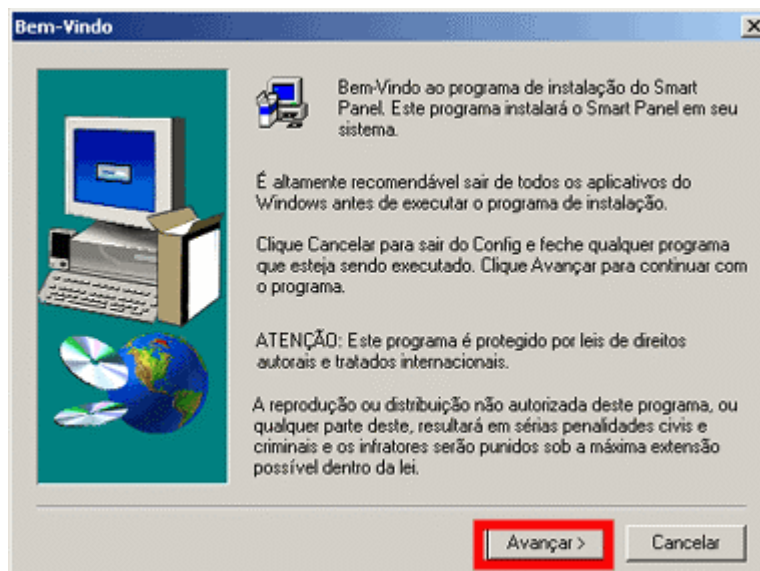 Bem-Vindo
Bem-Vindo ao programa de instalação do Smart
Panel. Este programa instalará o Smart Panel em seu
sistema.
É altamente recomendável sair de todos os aplicativos do
Windows antes de executar o programa de instalação.
Clique Cancelar para sair do Config e feche qualquer programa
que esteja sendo executado. Clique Avançar para continuar com
o programa.
ATENÇÃO: Este programa é protegido por leis de direitos
autorais e tratados internacionais.
A reprodução ou distribuição não autorizada deste programa, ou
qualquer parte deste, resultará em sérias penalidades civis e
criminais e os infratores serão punidos sob a máxima extensão
possível dentro da lei.
Avançar >
Cancelar